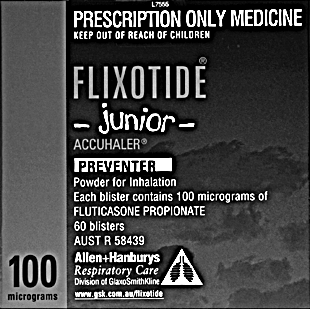 L7556
PRESCRIPTION ONLY MEDICINE
KEEP OUT OF REACH OF CHILDREN
FLIXOTIDE®
- junior -
ACCUHALER®
PREVENTER
Powder for Inhalation
Each blister contains 100 micrograms of
FLUTICASONE PROPIONATE
60 blisters
AUST R 58439
100
micrograms
Allen+Hanburys
Respiratory Care
Division of GlaxoSmithKline
www.gsk.com.au/flixotide